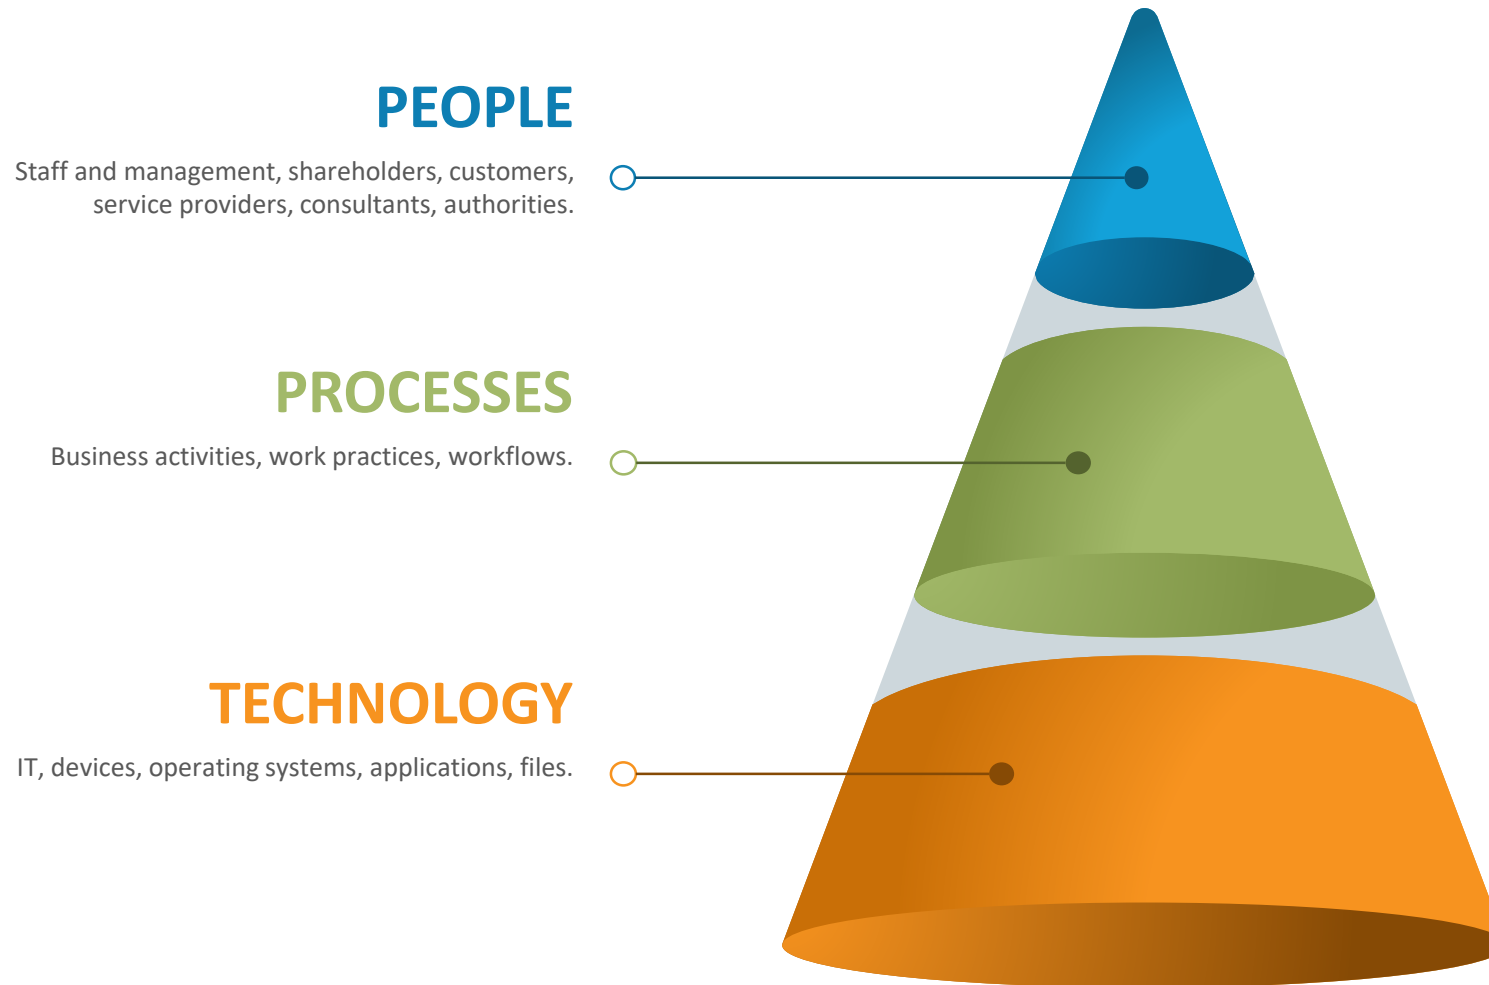 PEOPLE
Staff and management, shareholders, customers,
service providers, consultants, authorities.
PROCESSES
Business activities, work practices, workflows.
TECHNOLOGY
IT, devices, operating systems, applications, files.